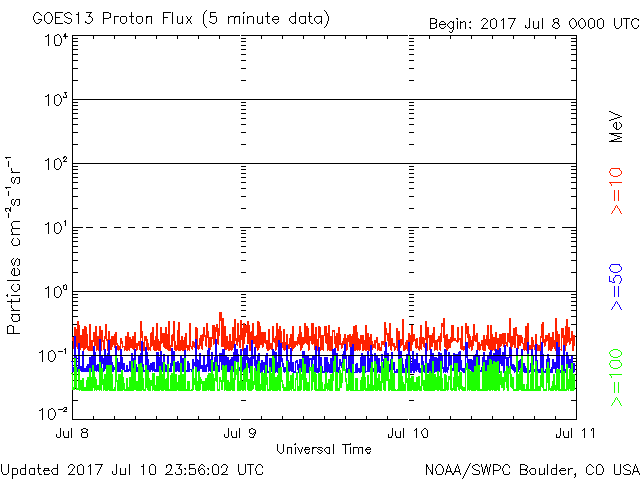 GOES13 Proton Flux (5 minute data)
Begin: 2017 Jul 8 0000 UTC
10⁴
10³
10²
10¹
10⁰
10⁻¹
10⁻²
Particles cm⁻²s⁻¹sr⁻¹
MeV
>=10
>=50
>=100
Jul 8
Jul 9
Jul 10
Jul 11
Universal Time
Updated 2017 Jul 10 23:56:02 UTC
NOAA/SWPC Boulder, CO USA